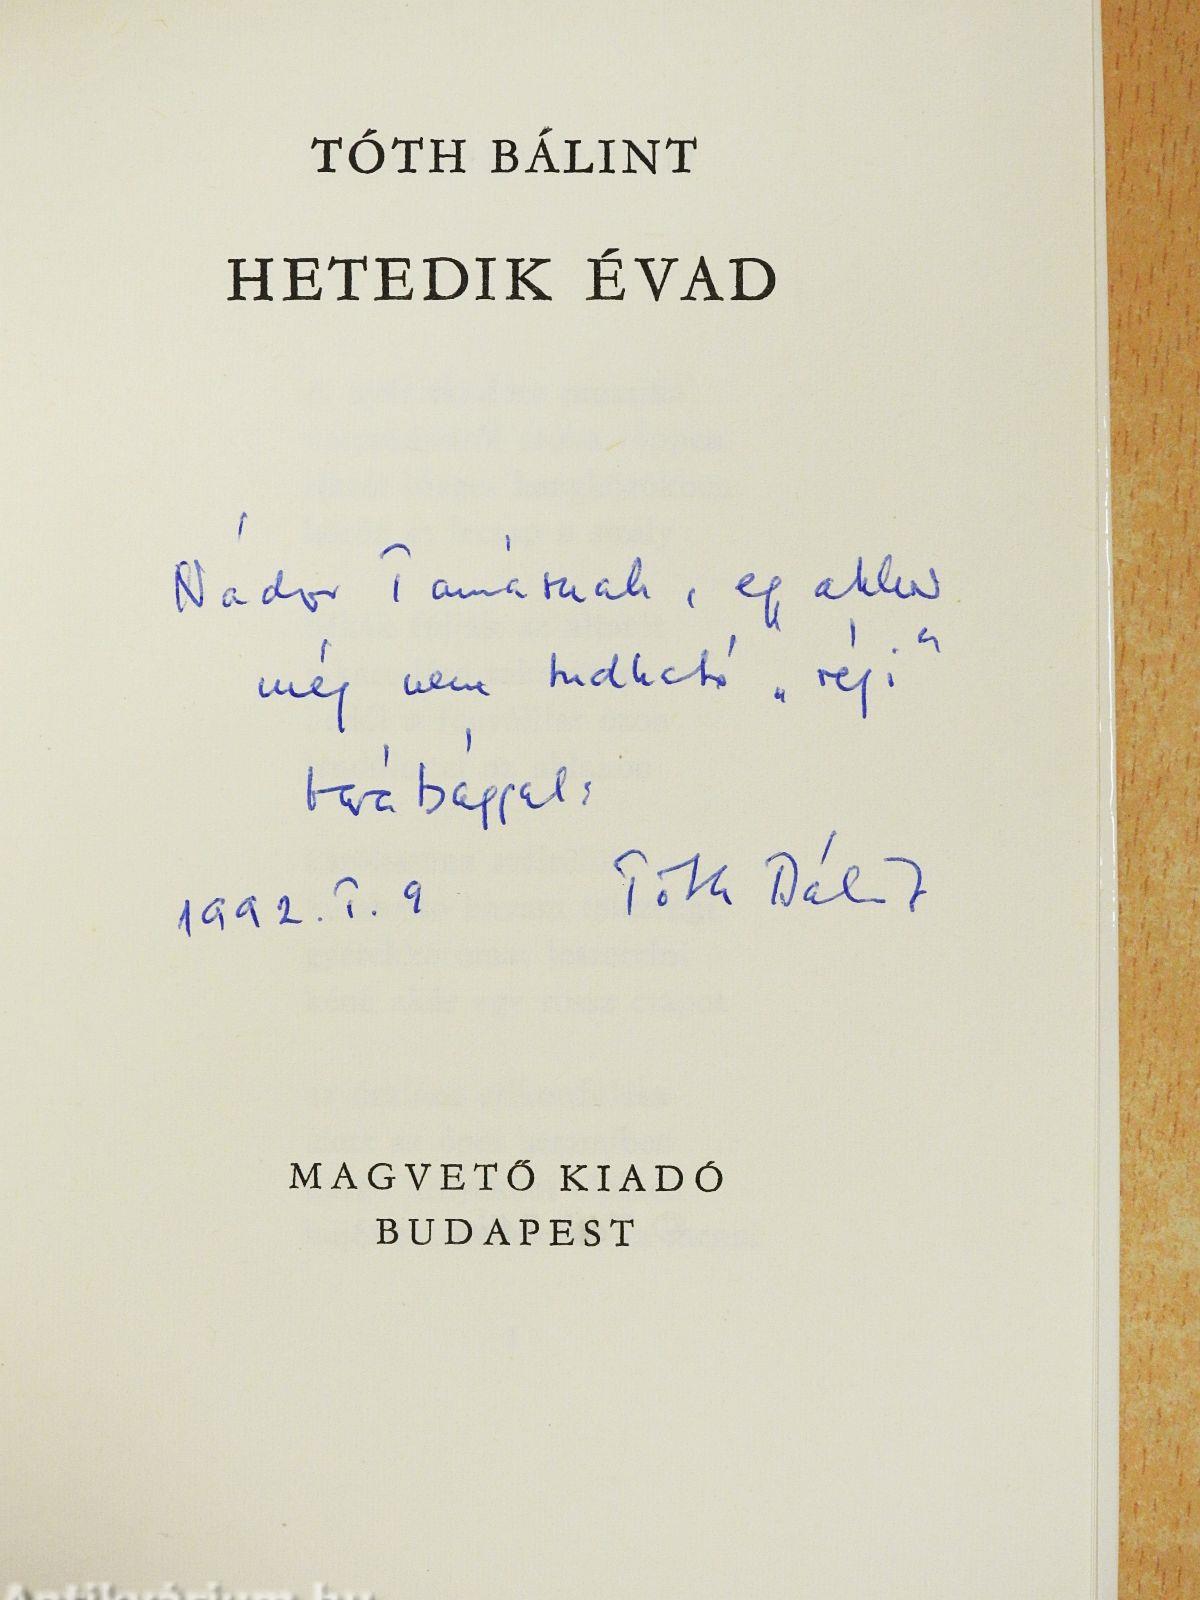 TÓTH BÁLINT
HETEDIK ÉVAD
Nádor Tamásnak, egy akkor
még nem tudható „régi"
barátsággal:
1992. I. 9 Tóth Bálint
MAGVETŐ KIADÓ
BUDAPEST